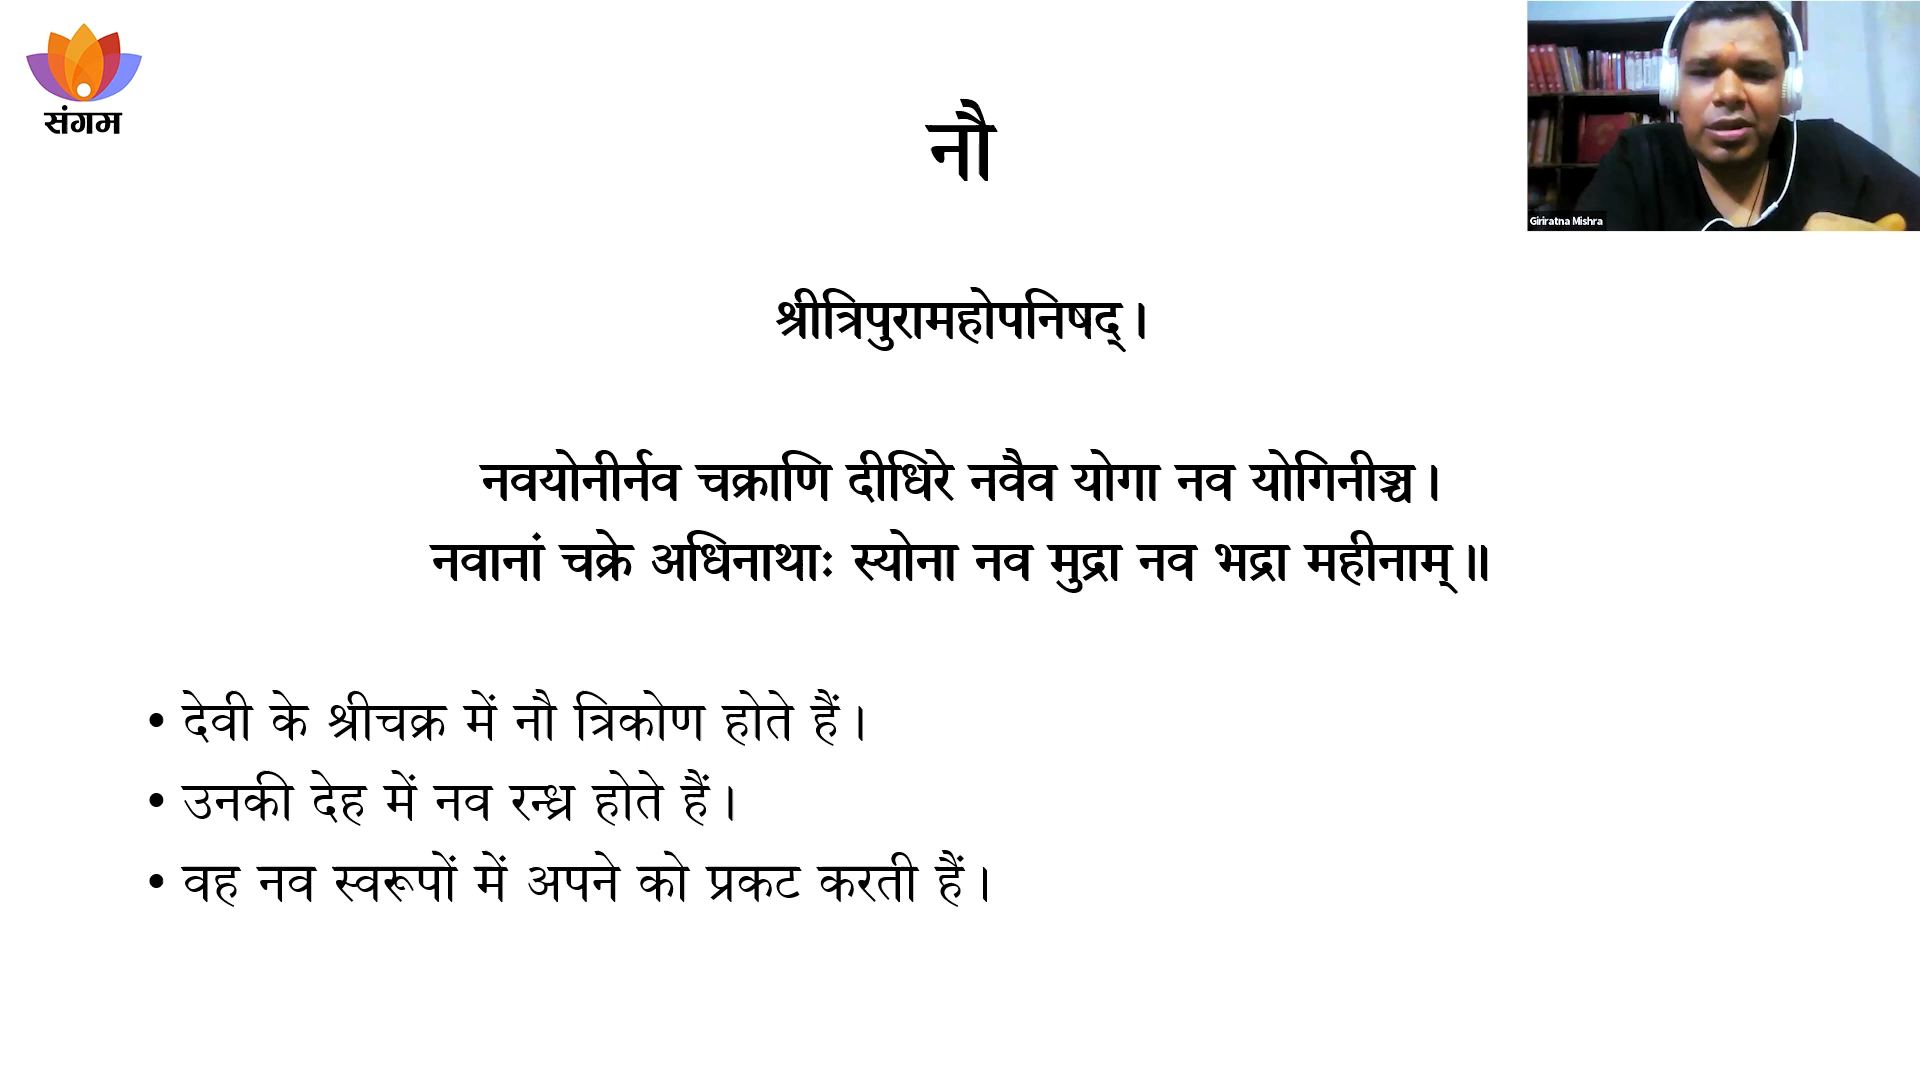 संगम
नौ
Giriratna Mishra
श्रीत्रिपुरामहोपनिषद्।
नवयोनीर्नव चक्राणि दीधिरे नवैव योगा नव योगिनीञ्च।
नवानां चक्रे अधिनाथाः स्योना नव मुद्रा नव भद्रा महीनाम्॥
• देवी के श्रीचक्र में नौ त्रिकोण होते हैं।
• उनकी देह में नव रन्ध्र होते हैं।
• वह नव स्वरूपों में अपने को प्रकट करती हैं।